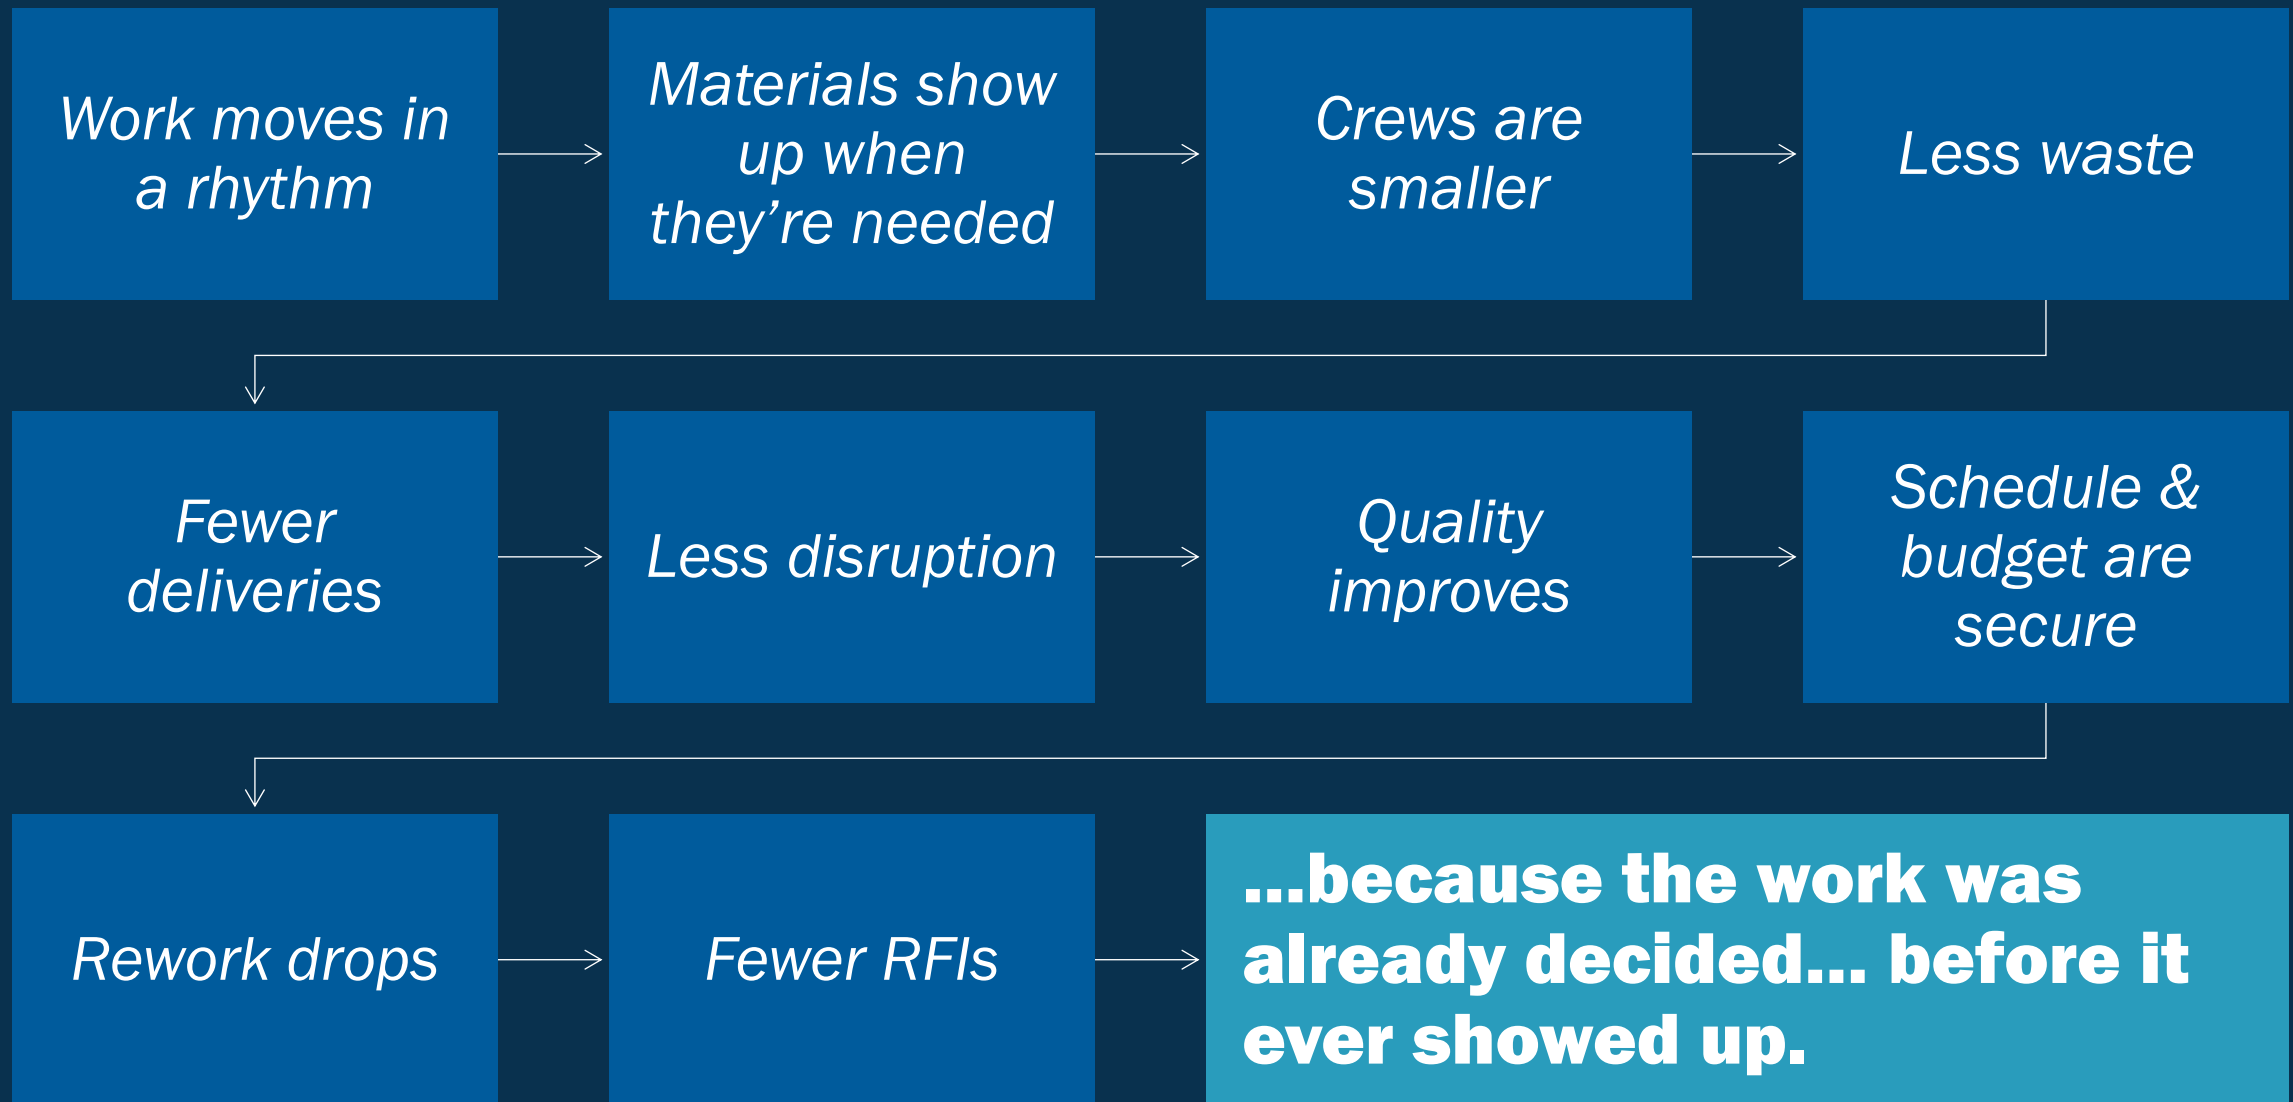 Work moves in
a rhythm
Materials show
up when
they’re needed
Crews are
smaller
Less waste
Fewer
deliveries
Less disruption
Quality
improves
Schedule &
budget are
secure
Rework drops
Fewer RFIs
...because the work was
already decided... before it
ever showed up.